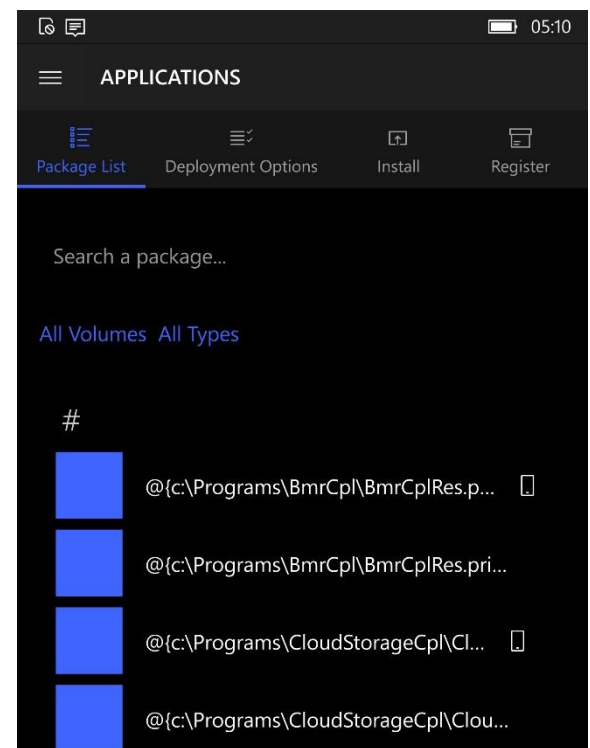 05:10
APPLICATIONS
Package List Deployment Options Install Register
Search a package...
All Volumes All Types
#
@{c:\Programs\BmrCpl\BmrCplRes.p...
@{c:\Programs\BmrCpl\BmrCplRes.pri...
@{c:\Programs\CloudStorageCpl\Cl...
@{c:\Programs\CloudStorageCpl\Clou...